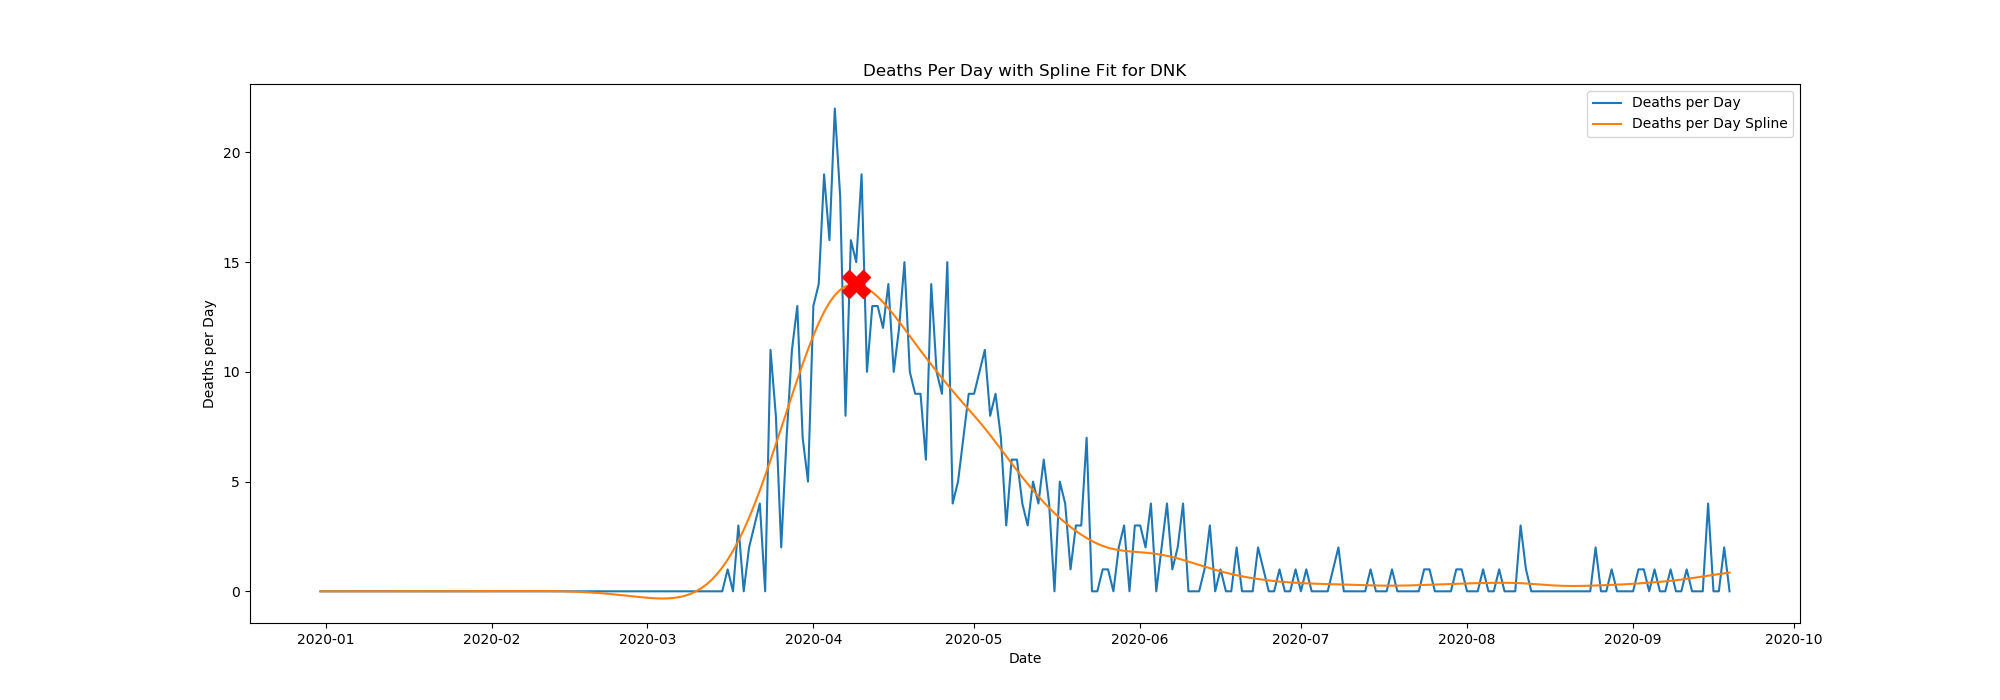 Deaths Per Day with Spline Fit for DNK
Deaths per Day
Deaths per Day Spline
20
15
10
5
0
Deaths per Day
2020-01 2020-02 2020-03 2020-04 2020-05 2020-06 2020-07 2020-08 2020-09 2020-10
Date